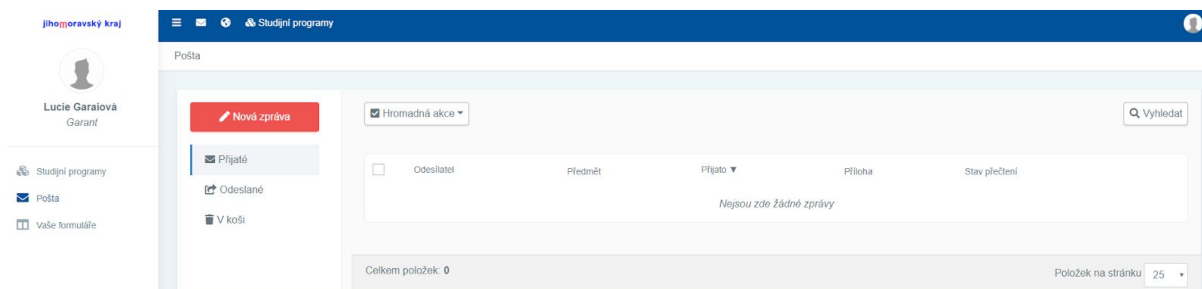 jihomoravský kraj
Studijní programy
Pošta
Lucie Garaiová
Garant
Studijní programy
Pošta
Vaše formuláře
Nová zpráva
Přijaté
Odeslané
V koši
Hromadná akce
Vyhledat
Odesílatel Předmět Přijato ▼ Příloha Stav přečtení
Nejsou zde žádné zprávy
Celkem položek: 0
Položek na stránku 25